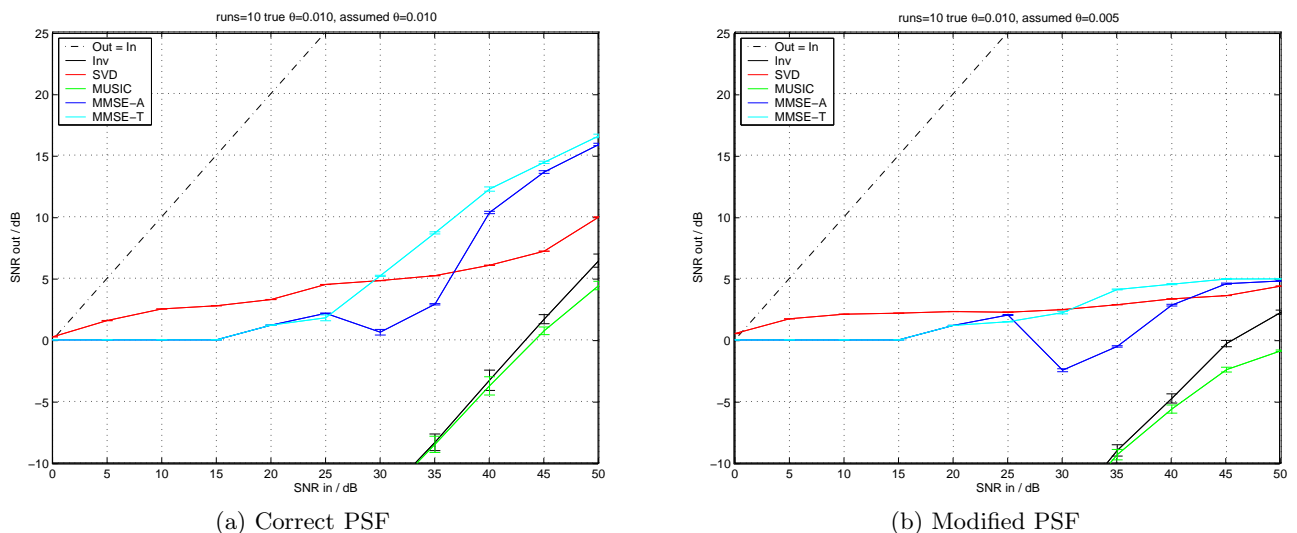 runs=10 true θ=0.010, assumed θ=0.010
25
20
15
10
5
0
−5
−10
SNR out / dB
Out = In
Inv
SVD
MUSIC
MMSE−A
MMSE−T
0 5 10 15 20 25 30 35 40 45 50
SNR in / dB
(a) Correct PSF
runs=10 true θ=0.010, assumed θ=0.005
25
20
15
10
5
0
−5
−10
SNR out / dB
Out = In
Inv
SVD
MUSIC
MMSE−A
MMSE−T
0 5 10 15 20 25 30 35 40 45 50
SNR in / dB
(b) Modified PSF